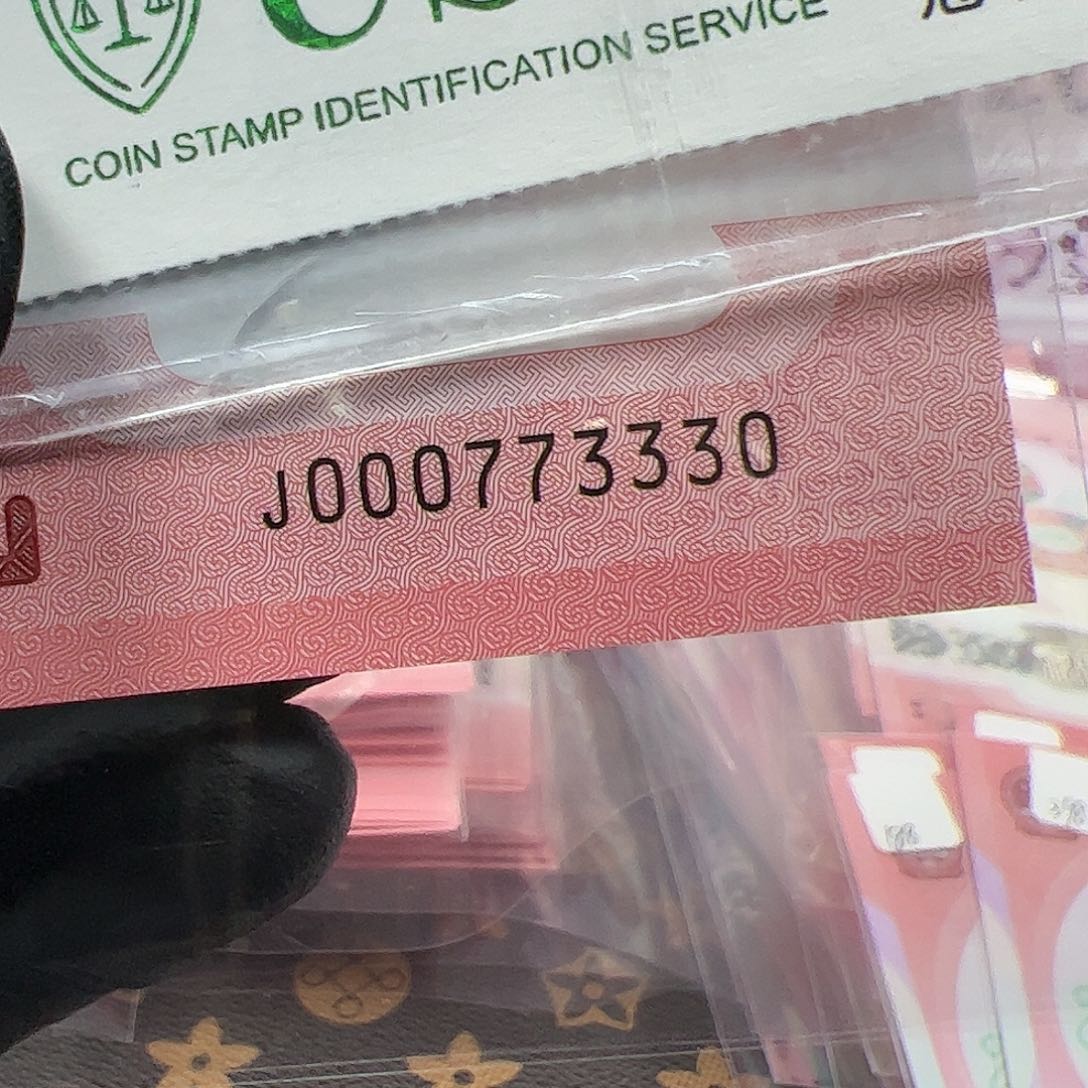 COIN STAMP IDENTIFICATION SERVICE
J000773330